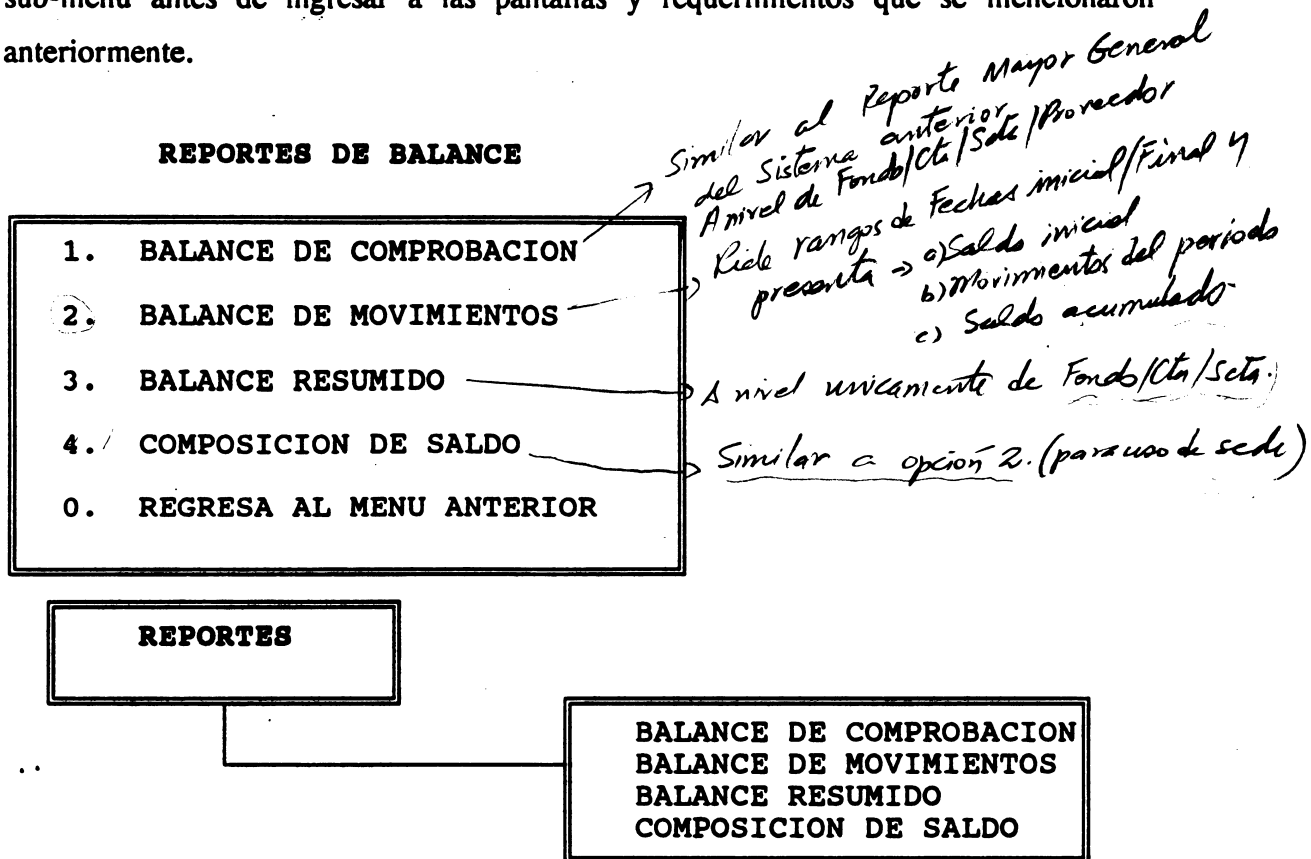 sub-menú antes de ingresar a las pantallas y requerimientos que se mencionaron
anteriormente.
REPORTES DE BALANCE
1. BALANCE DE COMPROBACION
2. BALANCE DE MOVIMIENTOS
3. BALANCE RESUMIDO
4. COMPOSICION DE SALDO
0. REGRESA AL MENU ANTERIOR
Similar al Reporte Mayor General
del Sistema anterior
A nivel de Fondo/Cta/Scta/Proveedor
Pide rangos de Fechas inicial/Final y
presenta → a) Saldo inicial
b) Movimientos del periodo
c) Saldo acumulado
A nivel unicamente de Fondo/Cta/Scta.
Similar a opción 2. (para uso de sede)
REPORTES
BALANCE DE COMPROBACION
BALANCE DE MOVIMIENTOS
BALANCE RESUMIDO
COMPOSICION DE SALDO